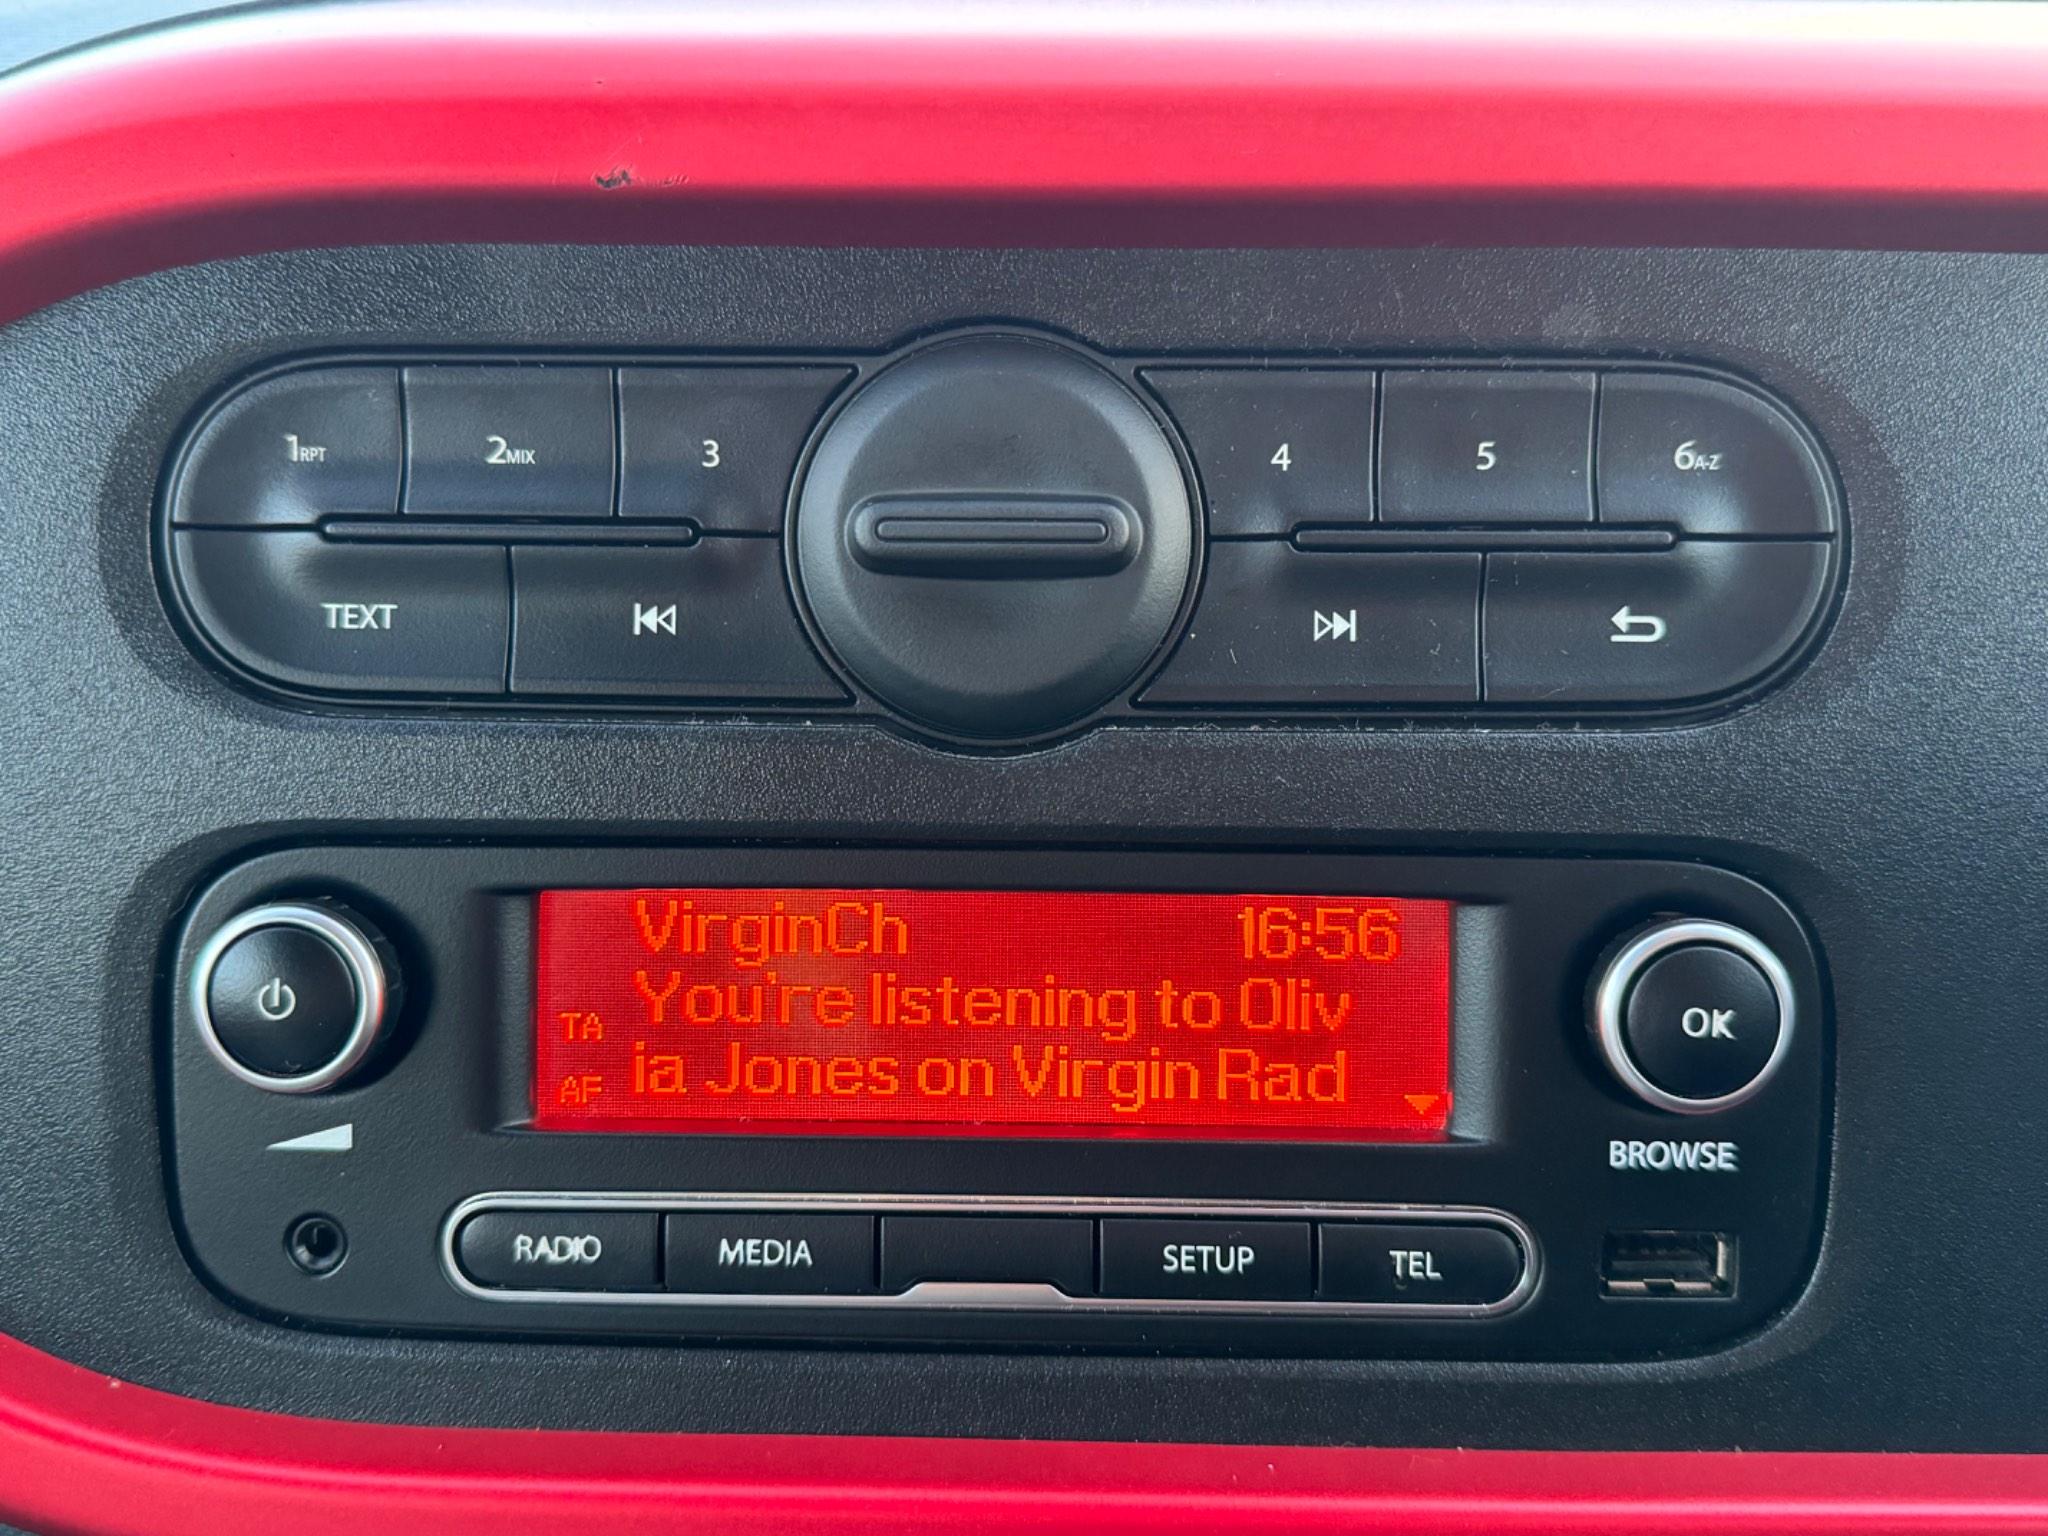 1RPT 2MIX 3 4 5 6A-Z
TEXT
VirginCh 16:56
You're listening to Oliv
TA
ia Jones on Virgin Rad
AF
OK
BROWSE
RADIO MEDIA SETUP TEL